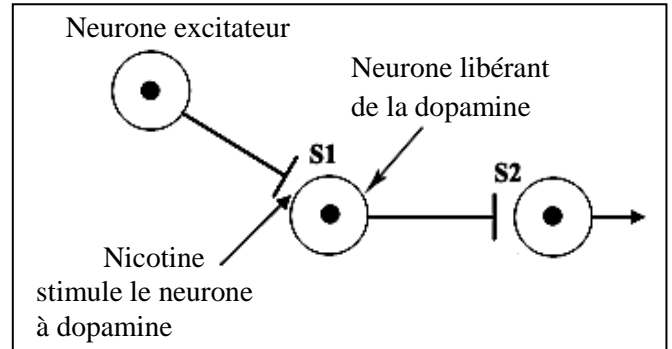 Neurone excitateur
Neurone libérant
de la dopamine
S1
S2
Nicotine
stimule le neurone
à dopamine